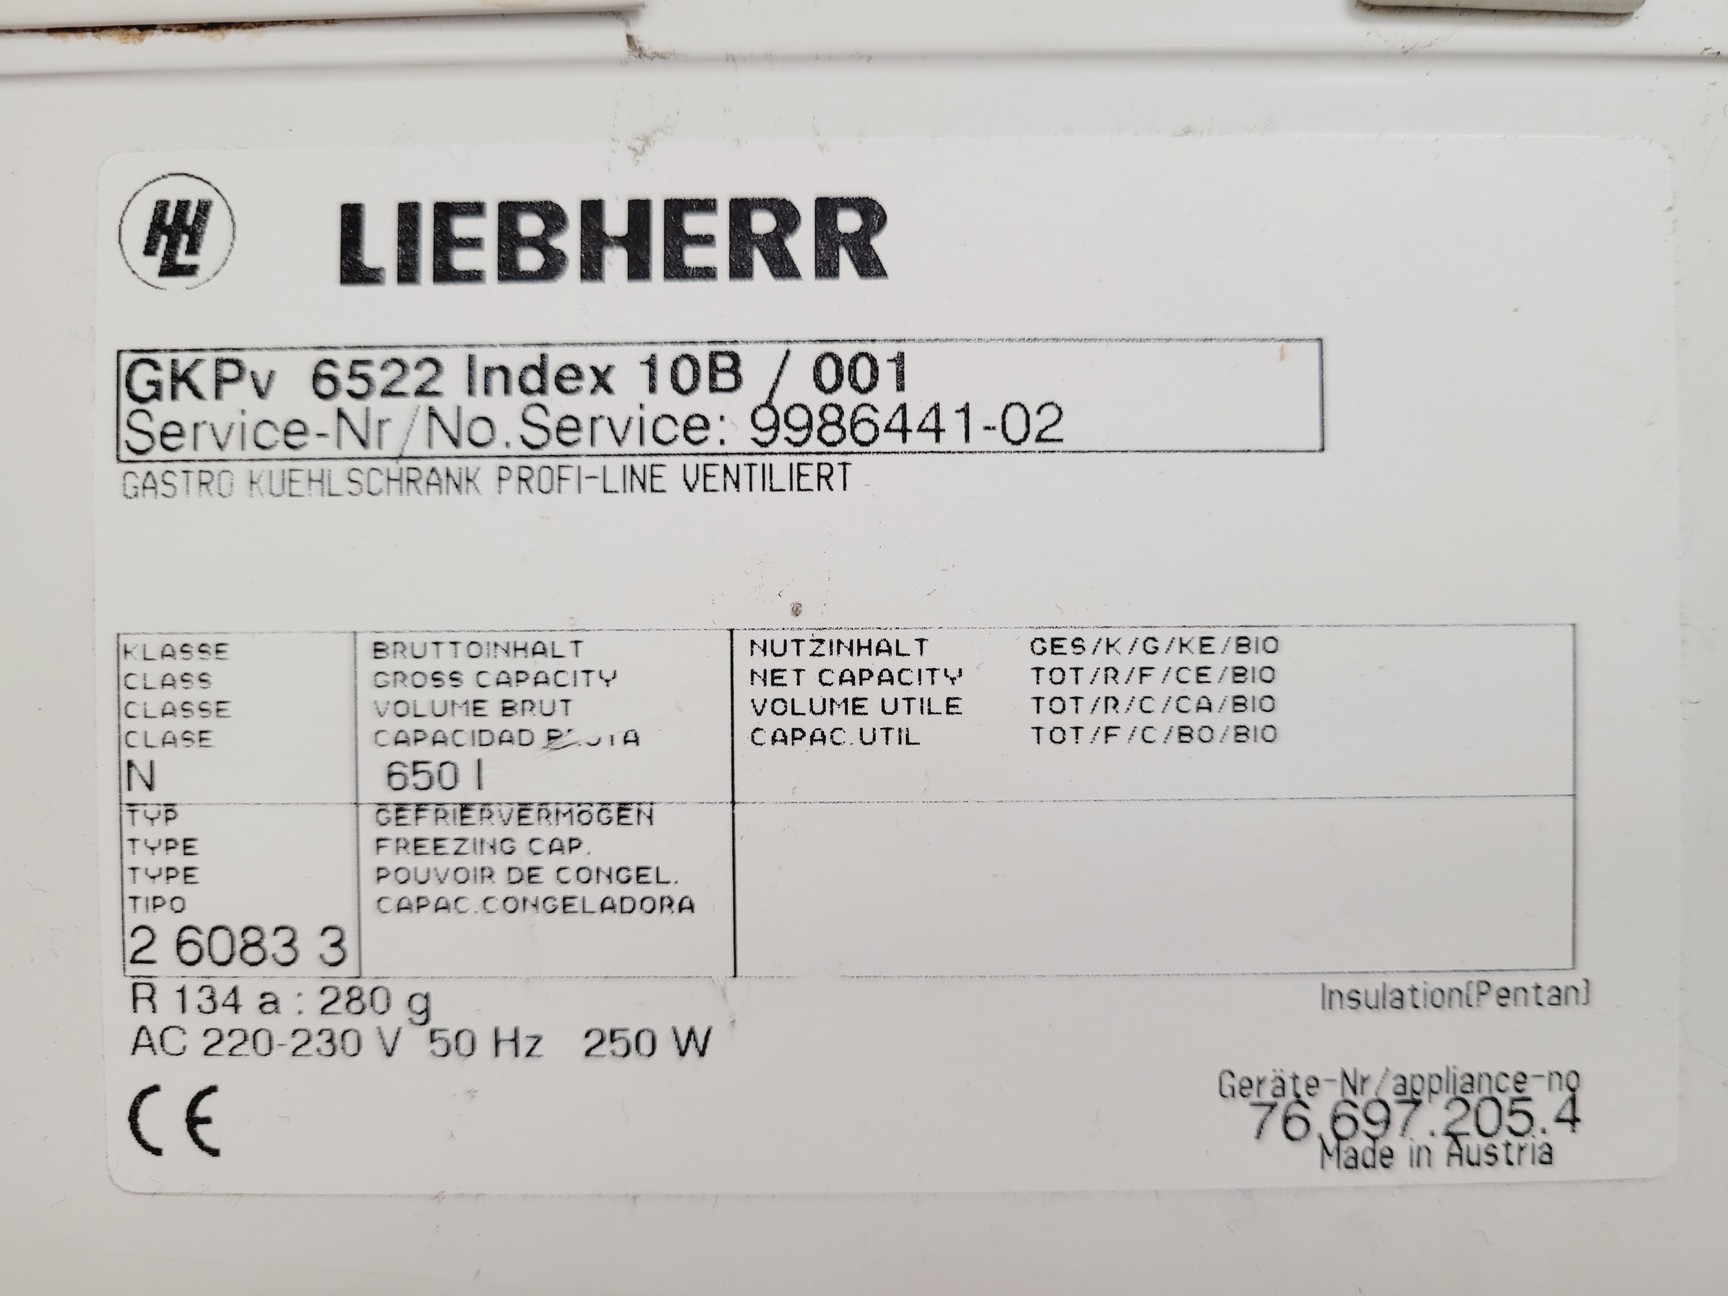 HLL LIEBHERR
GKPv 6522 Index 10B / 001
Service-Nr/No.Service: 9986441-02
GASTRO KUEHLSCHRANK PROFI-LINE VENTILIERT
KLASSE BRUTTOINHALT NUTZINHALT GES/K/G/KE/BIO
CLASS GROSS CAPACITY NET CAPACITY TOT/R/F/CE/BIO
CLASSE VOLUME BRUT VOLUME UTILE TOT/R/C/CA/BIO
CLASE CAPACIDAD CAPAC.UTIL TOT/F/C/BO/BIO
N 650 l
TYP GEFRIERVERMÖGEN
TYPE FREEZING CAP.
TYPE POUVOIR DE CONGEL.
TIPO CAPAC.CONGELADORA
2 6083 3
R 134 a : 280 g Insulation(Pentan)
AC 220-230 V 50 Hz 250 W
CE Geräte-Nr/appliance-no
76.697.205.4
Made in Austria